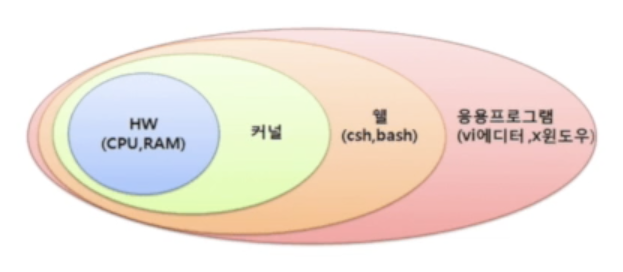 HW
(CPU,RAM)
커널
쉘
(csh,bash)
응용프로그램
(vi에디터 ,x윈도우)